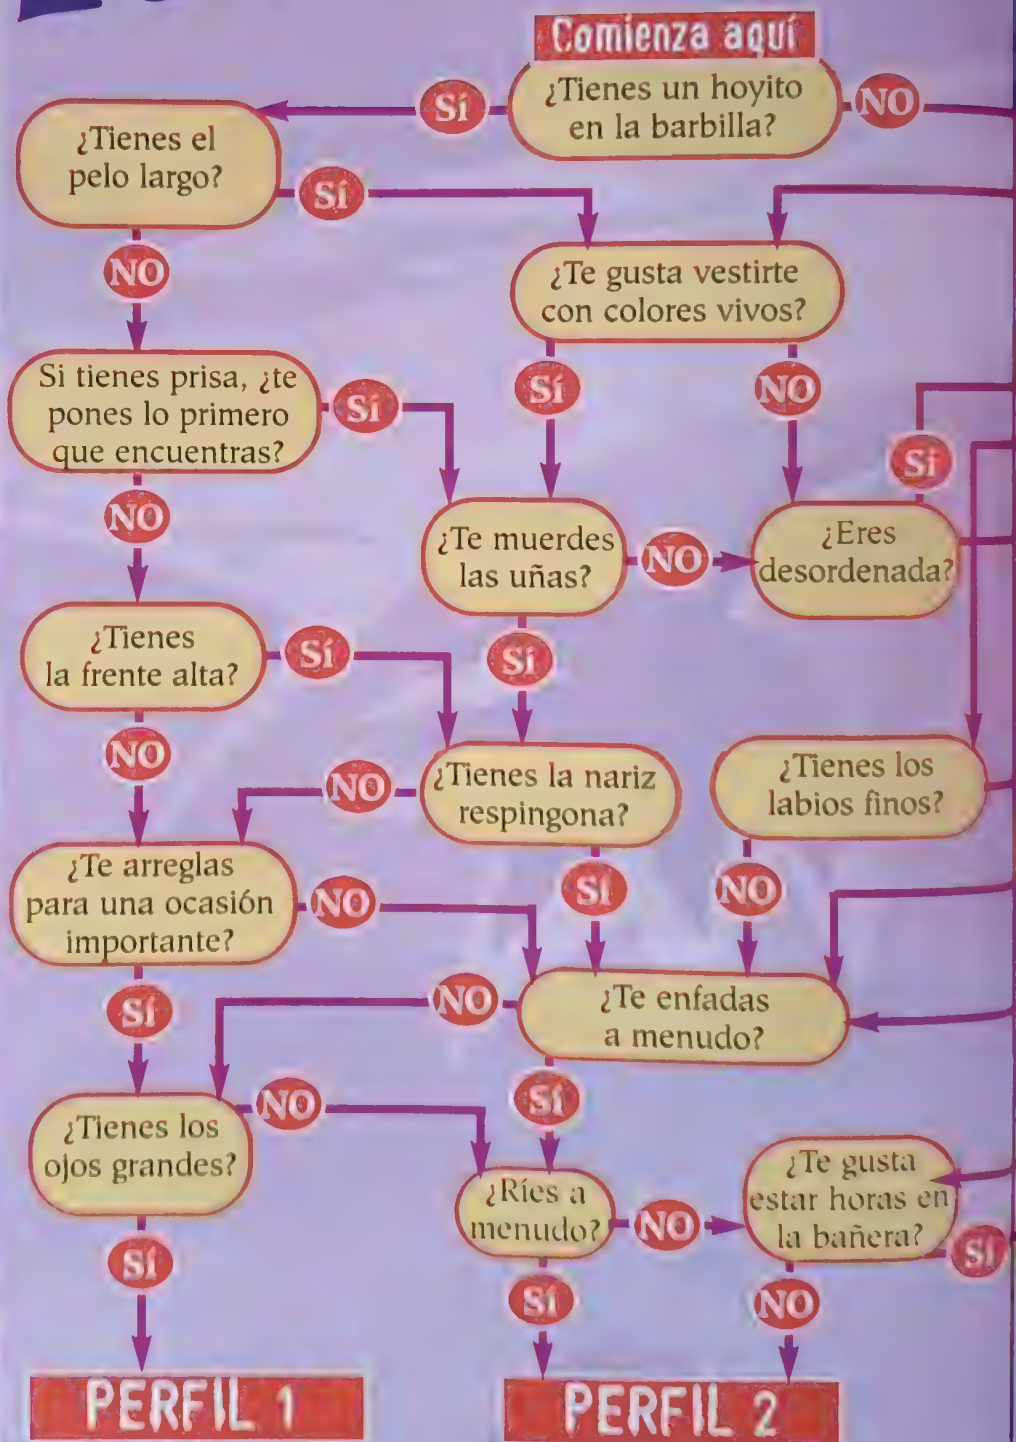 Comienza aquí
¿Tienes un hoyito
en la barbilla?
Sí
NO
¿Tienes el
pelo largo?
Sí
NO
¿Te gusta vestirte
con colores vivos?
Sí
NO
Si tienes prisa, ¿te
pones lo primero
que encuentras?
Sí
NO
Sí
¿Te muerdes
las uñas?
NO
Sí
¿Eres
desordenada?
¿Tienes
la frente alta?
Sí
NO
¿Tienes la nariz
respingona?
NO
Sí
¿Tienes los
labios finos?
NO
¿Te arreglas
para una ocasión
importante?
NO
Sí
¿Te enfadas
a menudo?
NO
Sí
¿Tienes los
ojos grandes?
NO
Sí
¿Ríes a
menudo?
NO
Sí
¿Te gusta
estar horas en
la bañera?
Sí
NO
PERFIL 1
PERFIL 2